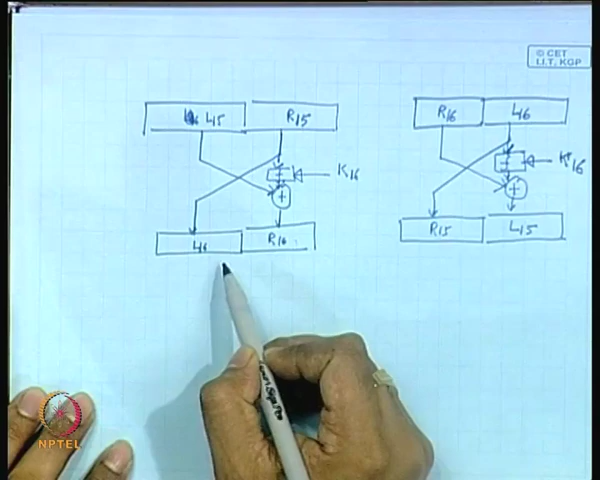 © CET
I.I.T. KGP
L15 R15
K16
L16 R16
R16 L16
K16
R15 L15
NPTEL